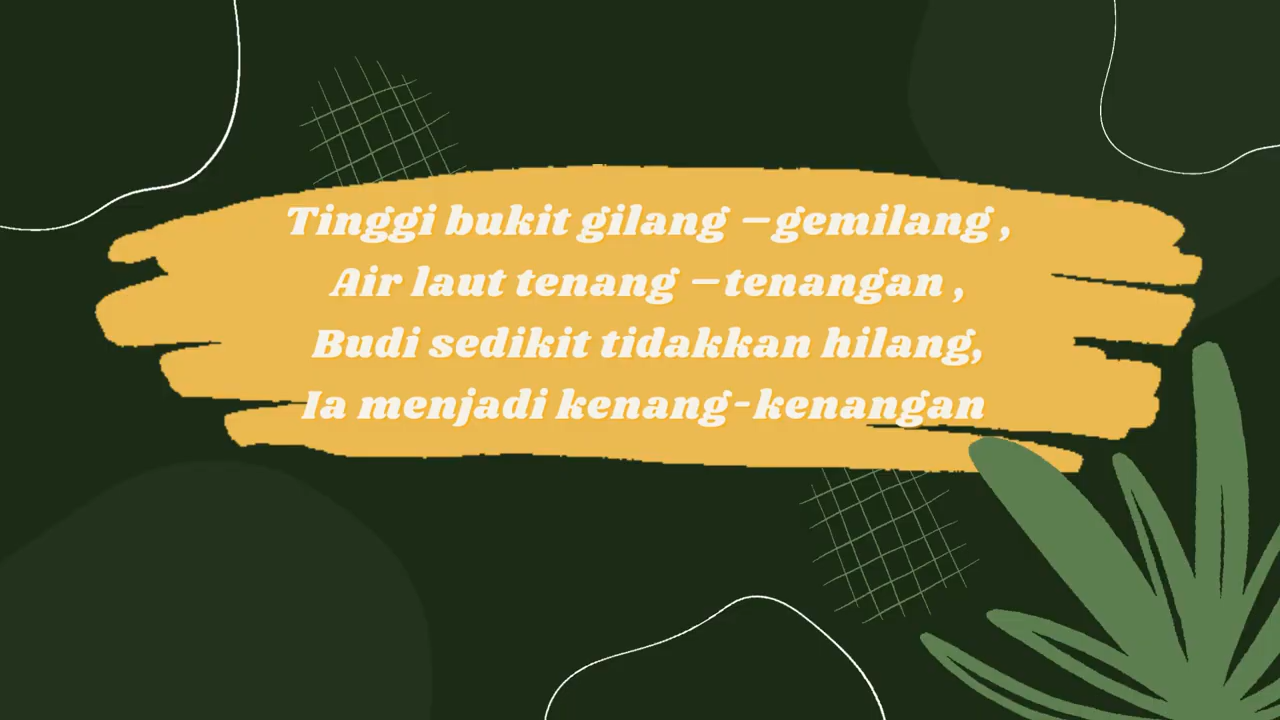 Tinggi bukit gilang –gemilang ,
Air laut tenang –tenangan ,
Budi sedikit tidakkan hilang,
Ia menjadi kenang-kenangan